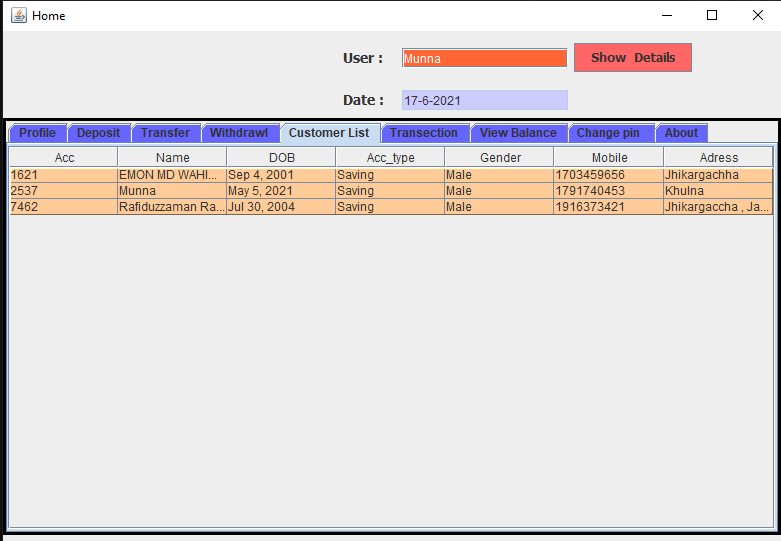 Home
User : Munna Show Details
Date : 17-6-2021
Profile Deposit Transfer Withdrawl Customer List Transection View Balance Change pin About
Acc Name DOB Acc_type Gender Mobile Adress
1621 EMON MD WAHI... Sep 4, 2001 Saving Male 1703459656 Jhikargachha
2537 Munna May 5, 2021 Saving Male 1791740453 Khulna
7462 Rafiduzzaman Ra... Jul 30, 2004 Saving Male 1916373421 Jhikargaccha , Ja...